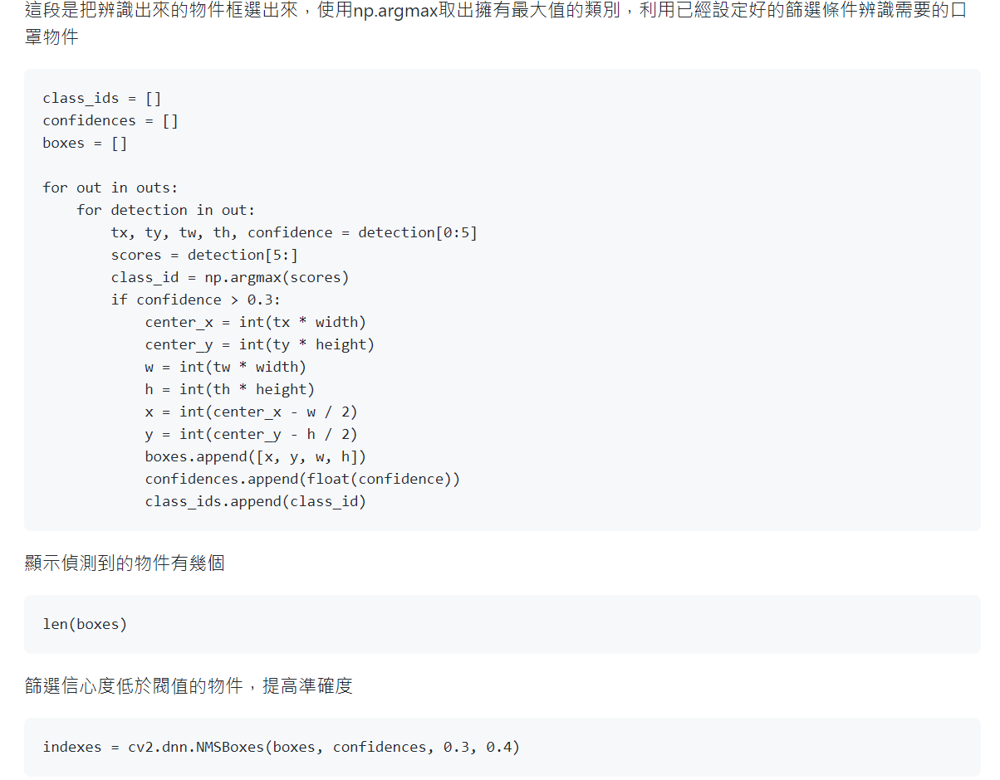 這段是把辨識出來的物件框選出來，使用np.argmax取出擁有最大值的類別，利用已經設定好的篩選條件辨識需要的口
罩物件
class_ids = []
confidences = []
boxes = []
for out in outs:
    for detection in out:
        tx, ty, tw, th, confidence = detection[0:5]
        scores = detection[5:]
        class_id = np.argmax(scores)
        if confidence > 0.3:
            center_x = int(tx * width)
            center_y = int(ty * height)
            w = int(tw * width)
            h = int(th * height)
            x = int(center_x - w / 2)
            y = int(center_y - h / 2)
            boxes.append([x, y, w, h])
            confidences.append(float(confidence))
            class_ids.append(class_id)
顯示偵測到的物件有幾個
len(boxes)
篩選信心度低於閥值的物件，提高準確度
indexes = cv2.dnn.NMSBoxes(boxes, confidences, 0.3, 0.4)